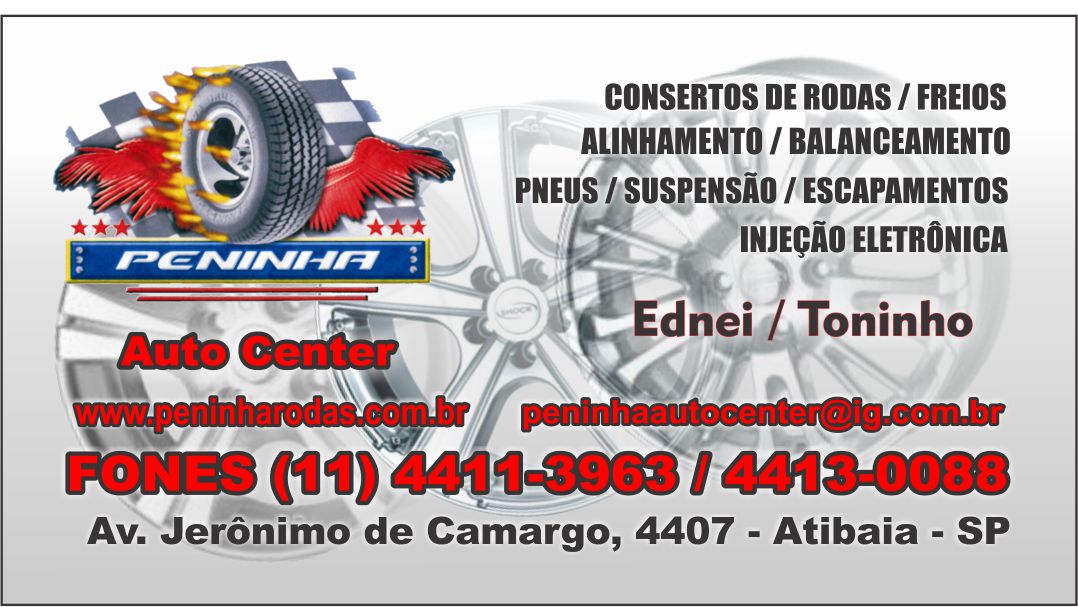 PENINHA
Auto Center
CONSERTOS DE RODAS / FREIOS
ALINHAMENTO / BALANCEAMENTO
PNEUS / SUSPENSÃO / ESCAPAMENTOS
INJEÇÃO ELETRÔNICA
Ednei / Toninho
SHOCK
www.peninharodas.com.br
peninhaautocenter@ig.com.br
FONES (11) 4411-3963 / 4413-0088
Av. Jerônimo de Camargo, 4407 - Atibaia - SP